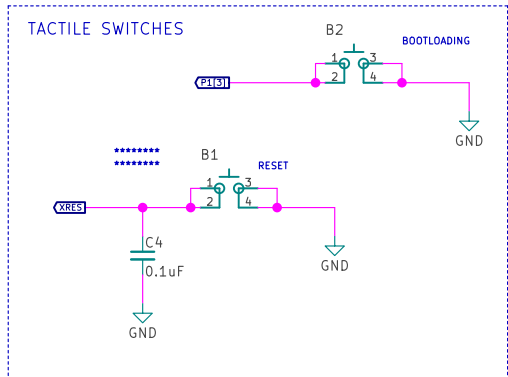 TACTILE SWITCHES
B2
BOOTLOADING
1 3
2 4
P1[3]
GND
********
********
B1
RESET
1 3
2 4
XRES
C4
0.1uF
GND
GND